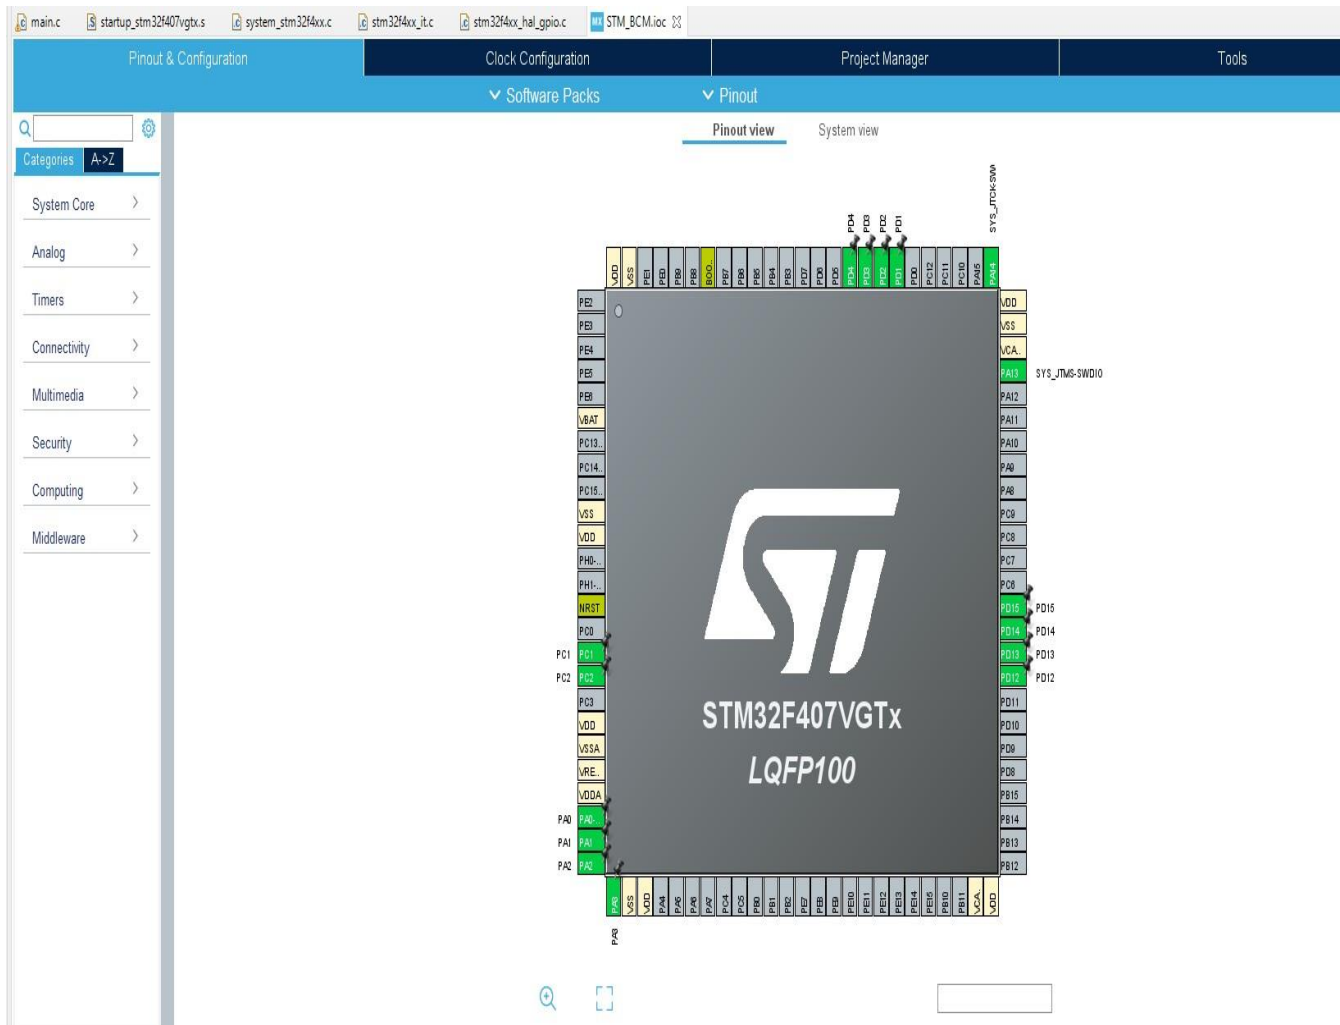 main.c startup_stm32f407vgtx.s system_stm32f4xx.c stm32f4xx_it.c stm32f4xx_hal_gpio.c MX STM_BCM.ioc
Pinout & Configuration Clock Configuration Project Manager Tools
Software Packs Pinout
Pinout view System view
Categories A->Z
System Core
Analog
Timers
Connectivity
Multimedia
Security
Computing
Middleware
SYS_JTCK-SW
PD4 PD3 PD2 PD1
VDD VSS PE1 PE0 PB9 PB8 BOO.. PB7 PB6 PB5 PB4 PB3 PD7 PD6 PD5 PD4 PD3 PD2 PD1 PD0 PC12 PC11 PC10 PA15 PA14
PE2
PE3
PE4
PE5
PE6
VBAT
PC13..
PC14..
PC15..
VSS
VDD
PH0-..
PH1-..
NRST
PC0
PC1 PC1
PC2 PC2
PC3
VDD
VSSA
VRE..
VDDA
PA0 PA0-..
PA1 PA1
PA2 PA2
ST
STM32F407VGTx
LQFP100
VDD
VSS
VCA..
PA13 SYS_JTMS-SWDIO
PA12
PA11
PA10
PA9
PA8
PC9
PC8
PC7
PC6
PD15 PD15
PD14 PD14
PD13 PD13
PD12 PD12
PD11
PD10
PD9
PD8
PB15
PB14
PB13
PB12
PA3 VSS VDD PA4 PA5 PA6 PA7 PC4 PC5 PB0 PB1 PB2 PE7 PE8 PE9 PE10 PE11 PE12 PE13 PE14 PE15 PB10 PB11 VCA.. VDD
PA3